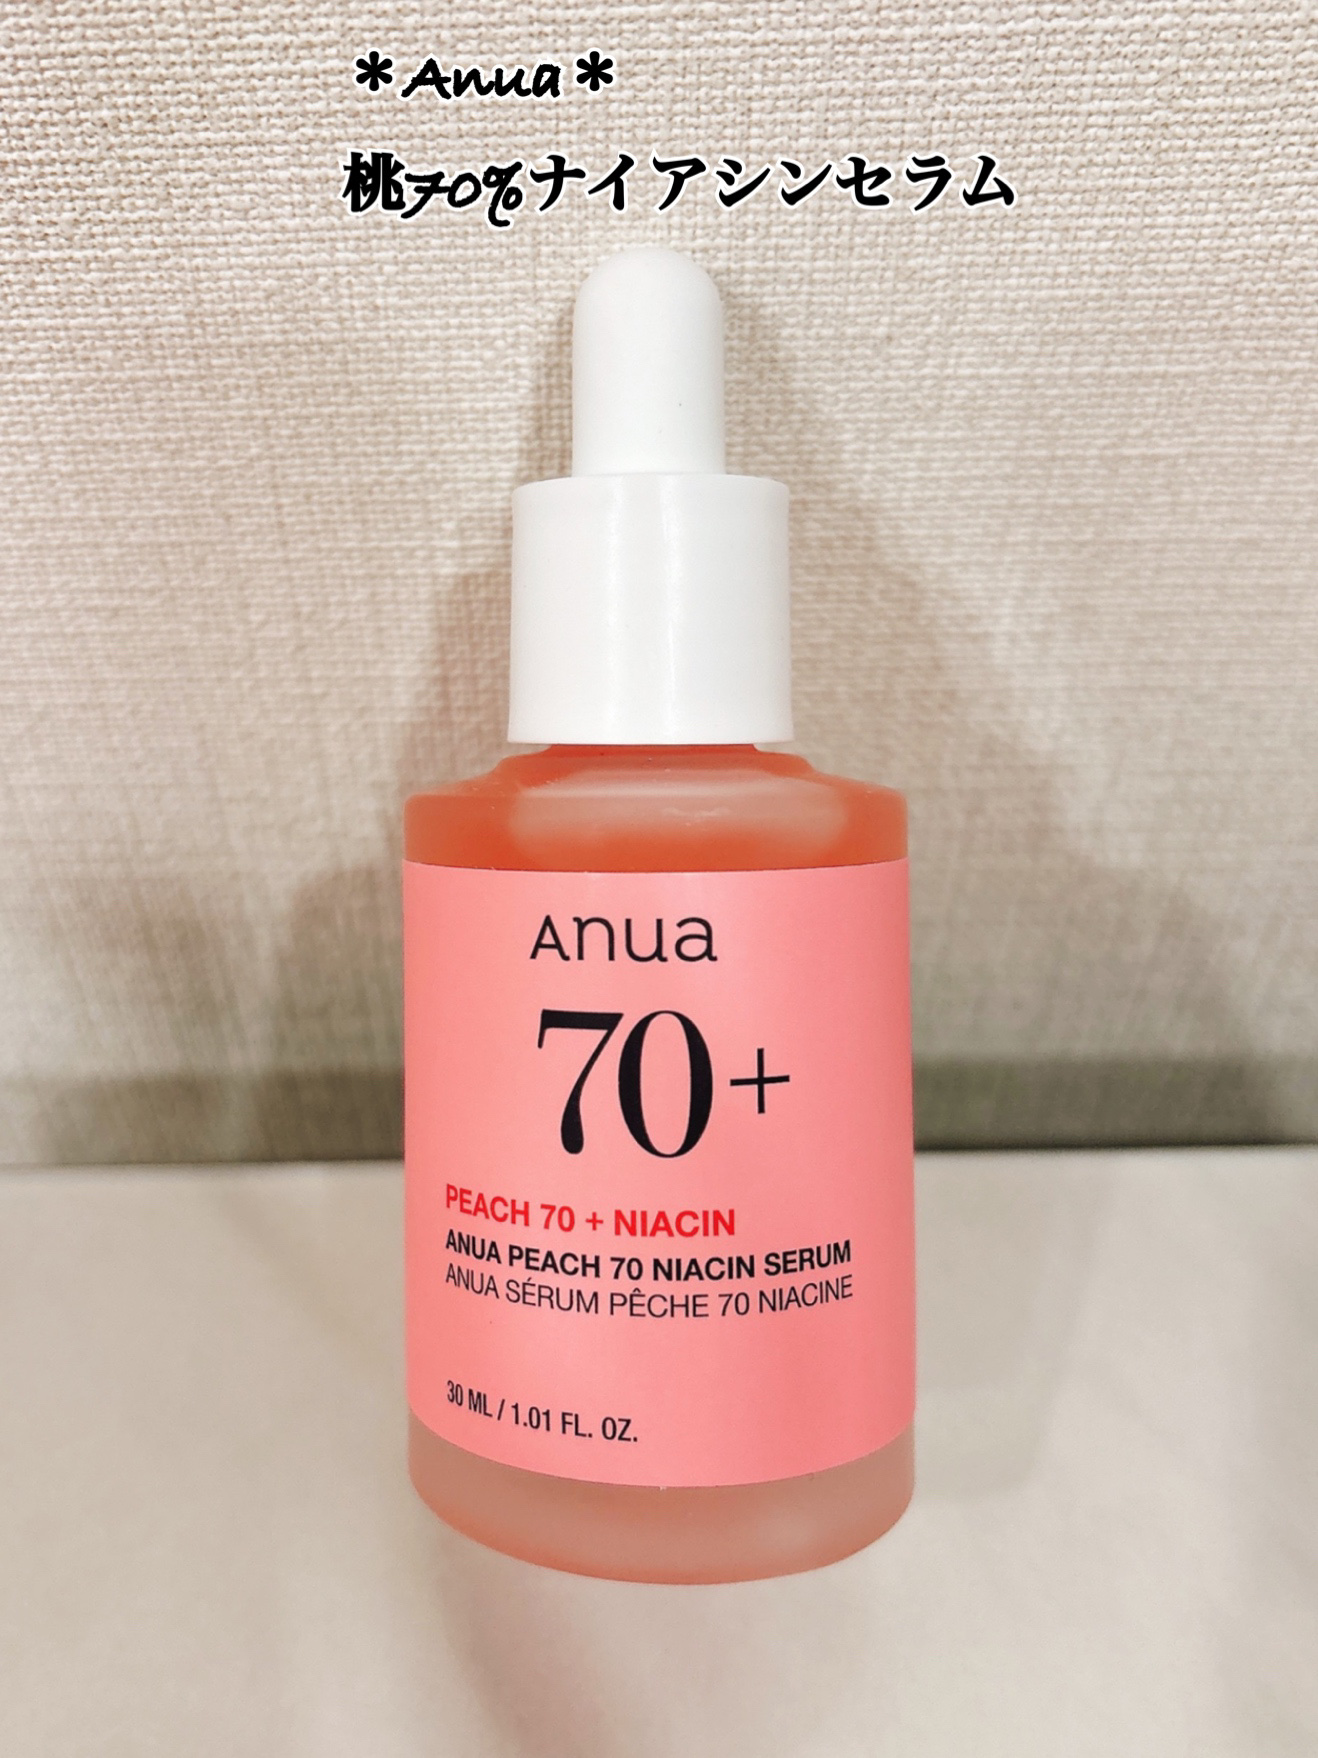 *Anua*
桃70%ナイアシンセラム
Anua
70+
PEACH 70 + NIACIN
ANUA PEACH 70 NIACIN SERUM
ANUA SÉRUM PÊCHE 70 NIACINE
30 ML / 1.01 FL. OZ.